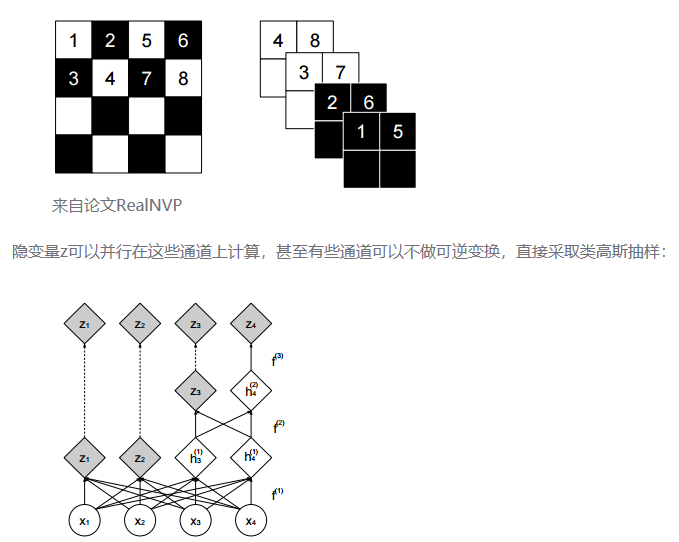 1 2 5 6
3 4 7 8
4 8
3 7
2 6
1 5
来自论文RealNVP
隐变量z可以并行在这些通道上计算，甚至有些通道可以不做可逆变换，直接采取类高斯抽样：
z₁ z₂ z₃ z₄
f⁽³⁾
z₃ h₄⁽²⁾
f⁽²⁾
z₁ z₂ h₃⁽¹⁾ h₄⁽¹⁾
f⁽¹⁾
x₁ x₂ x₃ x₄